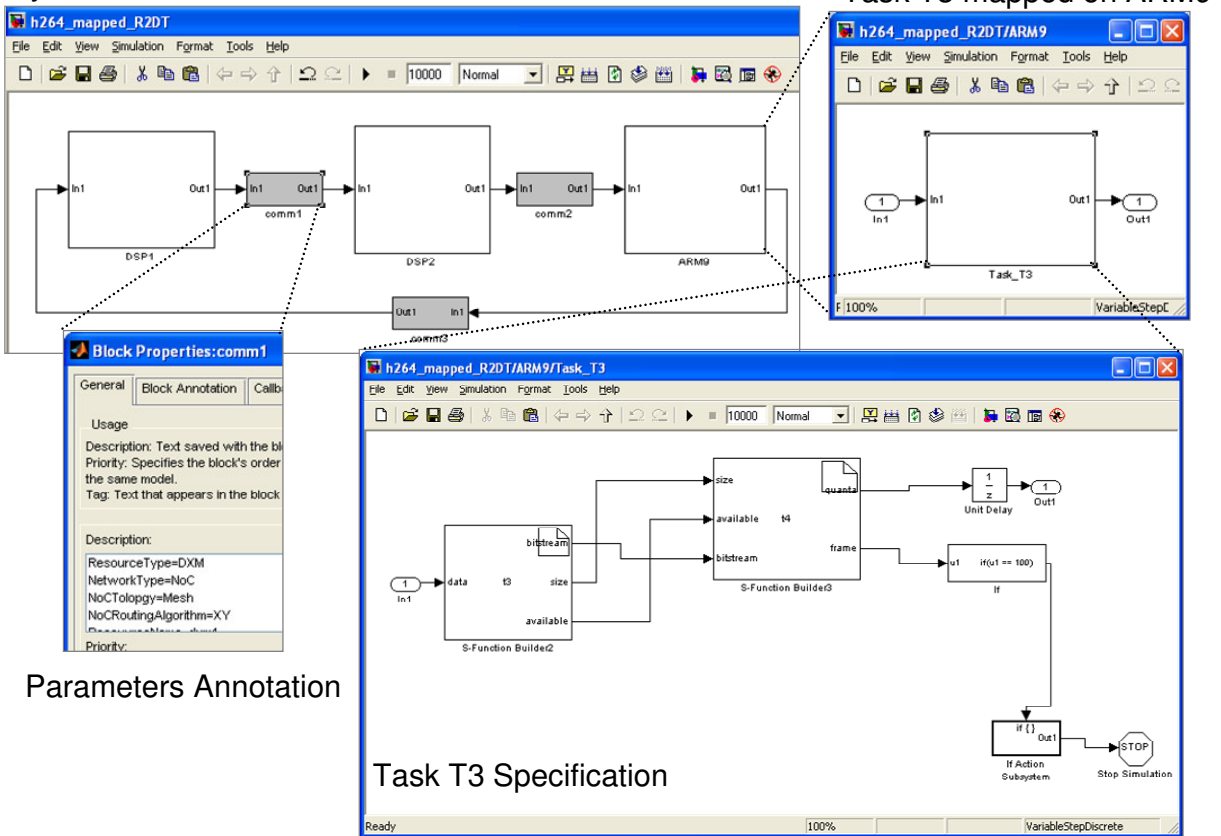 Task T3 mapped on ARM9
h264_mapped_R2DT
File Edit View Simulation Format Tools Help
10000 Normal
In1 Out1
DSP1
In1 Out1
comm1
In1 Out1
DSP2
In1 Out1
comm2
In1 Out1
ARM9
Out1 In1
comm3
h264_mapped_R2DT/ARM9
File Edit View Simulation Format Tools Help
1
In1
In1 Out1
Task_T3
1
Out1
100% VariableStepD
Block Properties:comm1
General Block Annotation Callba
Usage
Description: Text saved with the blo
Priority: Specifies the block's order
the same model.
Tag: Text that appears in the block
Description:
ResourceType=DXM
NetworkType=NoC
NoCTolopgy=Mesh
NoCRoutingAlgorithm=XY
Priority:
Parameters Annotation
h264_mapped_R2DT/ARM9/Task_T3
File Edit View Simulation Format Tools Help
10000 Normal
1
In1
data t3 bitstream
size
available
S-Function Builder2
size
available t4
bitstream
quanta
frame
S-Function Builder3
1
z
Unit Delay
1
Out1
u1 if(u1 == 100)
If
if { }
Out1
If Action
Subsystem
STOP
Stop Simulation
Task T3 Specification
Ready 100% VariableStepDiscrete